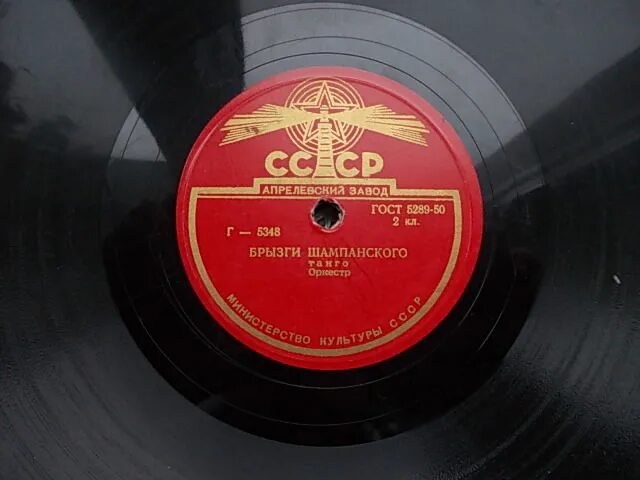 СССР
АПРЕЛЕВСКИЙ ЗАВОД
ГОСТ 5289-50
2 кл.
Г — 5348
БРЫЗГИ ШАМПАНСКОГО
танго
Оркестр
МИНИСТЕРСТВО КУЛЬТУРЫ СССР